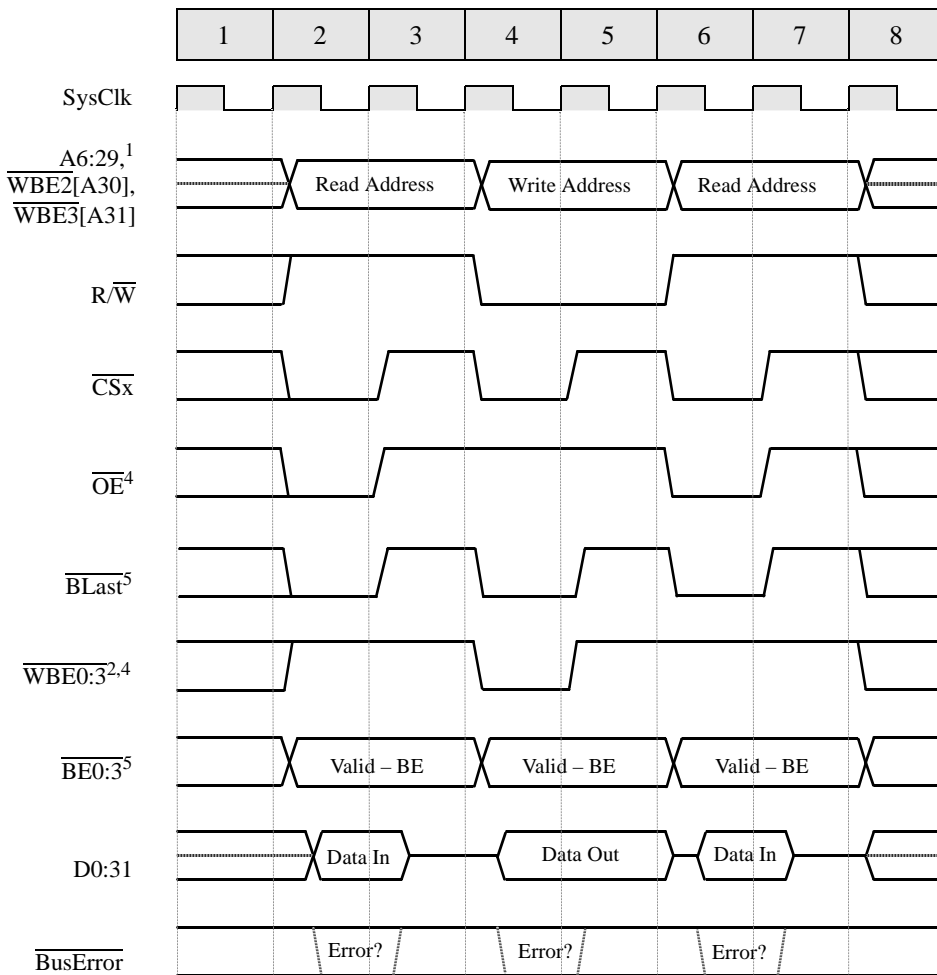 1 2 3 4 5 6 7 8
SysClk
A6:29,1
WBE2[A30],
WBE3[A31]
Read Address Write Address Read Address
R/W
CSx
OE4
BLast5
WBE0:32,4
BE0:35
Valid – BE Valid – BE Valid – BE
D0:31
Data In Data Out Data In
BusError
Error? Error? Error?